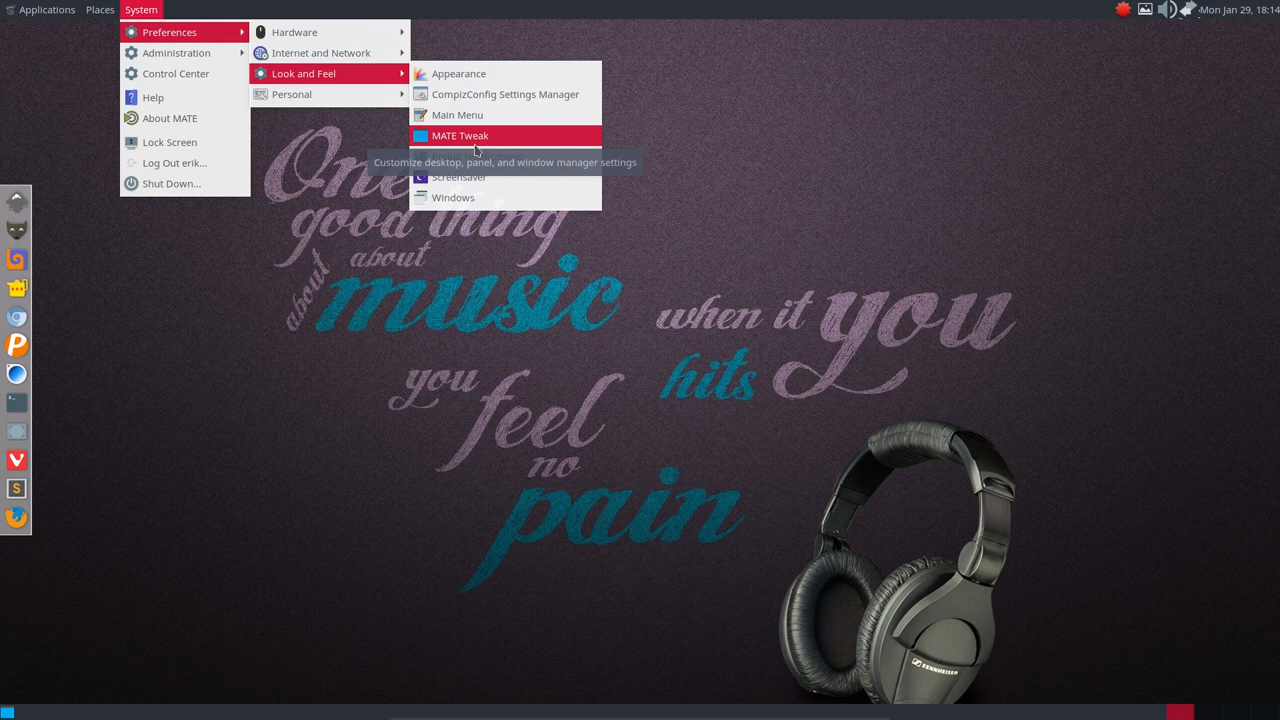 Applications Places System Mon Jan 29, 18:14
Preferences
Administration
Control Center
Help
About MATE
Lock Screen
Log Out erik...
Shut Down...
Hardware
Internet and Network
Look and Feel
Personal
Appearance
CompizConfig Settings Manager
Main Menu
MATE Tweak
Customize desktop, panel, and window manager settings
Screensaver
Windows
One
good thing
about about
music when it you
hits
you
feel
no
pain
SENNHEISER